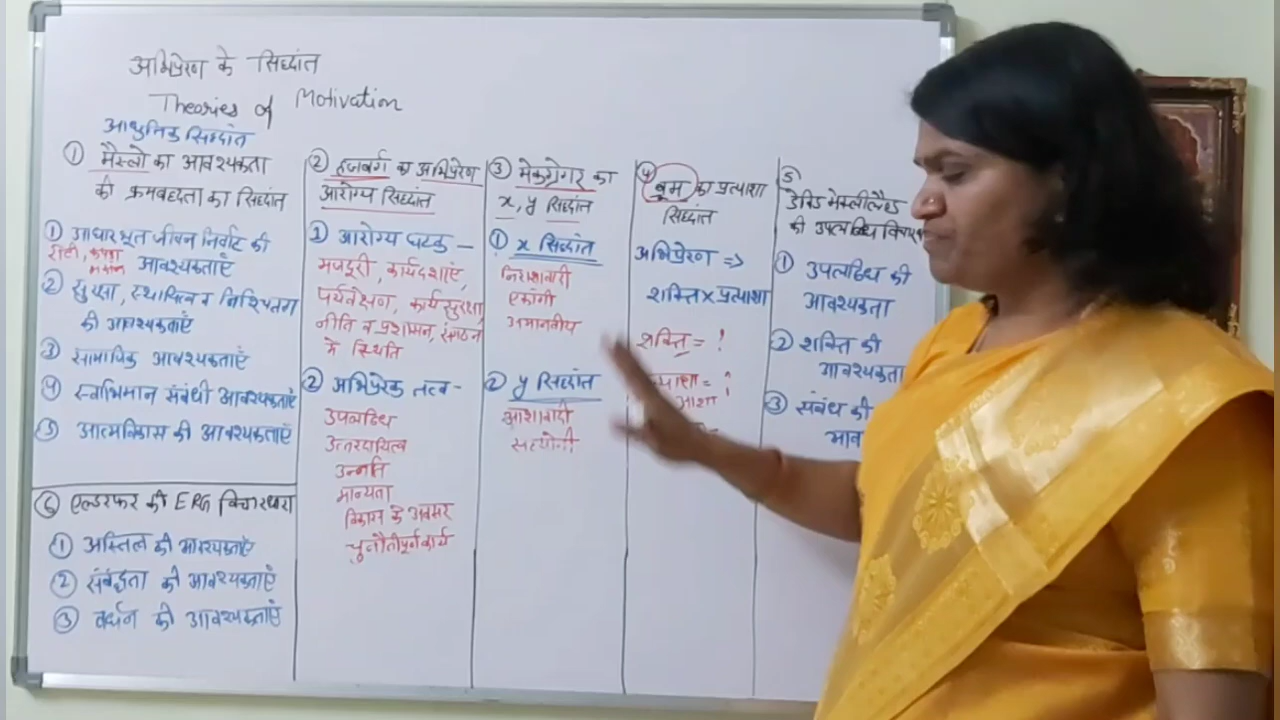 अभिप्रेरण के सिद्धांत
Theories of Motivation
आधुनिक सिद्धांत
① मैस्लो का आवश्यकता
की क्रमबद्धता का सिद्धांत
① आधारभूत जीवन निर्वाह की
रोटी, कपड़ा
मकान आवश्यकताएँ
② सुरक्षा, स्थायित्व व निश्चितता
की आवश्यकताएँ
③ सामाजिक आवश्यकताएँ
④ स्वाभिमान संबंधी आवश्यकताएँ
⑤ आत्मविकास की आवश्यकताएँ
⑥ एल्डरफर की ERG विचारधारा
① अस्तित्व की आवश्यकताएँ
② संबंद्धता की आवश्यकताएँ
③ वर्धन की आवश्यकताएँ
② हर्जबर्ग का अभिप्रेरण
आरोग्य सिद्धांत
① आरोग्य घटक –
मजदूरी, कार्यदशाएं,
पर्यवेक्षण, कार्य सुरक्षा,
नीति व प्रशासन, संगठन
में स्थिति
② अभिप्रेरक तत्व -
उपलब्धि
उत्तरदायित्व
उन्नति
मान्यता
विकास के अवसर
चुनौतीपूर्ण कार्य
③ मेकग्रेगर का
x, y सिद्धांत
① x सिद्धांत
निराशावादी
एकांगी
अमानवीय
② y सिद्धांत
आशावादी
सहयोगी
④ वूम का प्रत्याशा
सिद्धांत
अभिप्रेरण =>
शक्ति x प्रत्याशा
शक्ति = !
= !
आशा
5
डेविड मेक्लीलैंड
की उपलब्धि विचार
① उपलब्धि की
आवश्यकता
② शक्ति की
आवश्यकता
③ संबंध की
आव